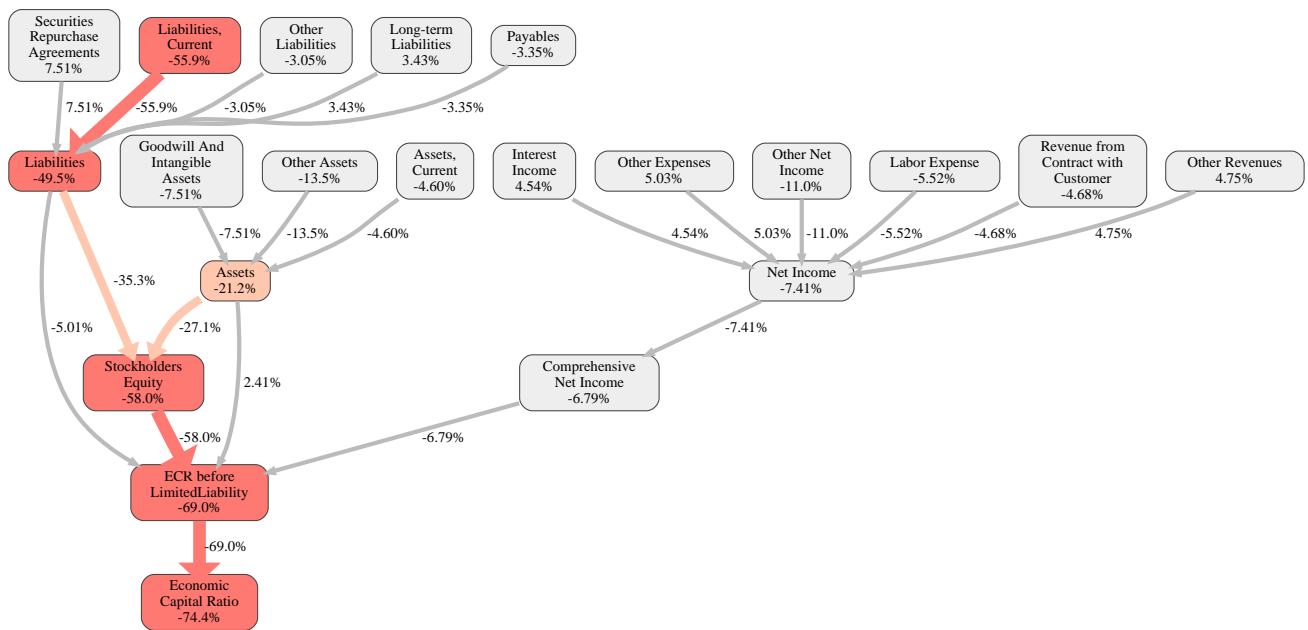 Securities
Repurchase
Agreements
7.51%
Liabilities,
Current
-55.9%
Other
Liabilities
-3.05%
Long-term
Liabilities
3.43%
Payables
-3.35%
7.51%
-55.9%
-3.05%
3.43%
-3.35%
Liabilities
-49.5%
Goodwill And
Intangible
Assets
-7.51%
Other Assets
-13.5%
Assets,
Current
-4.60%
Interest
Income
4.54%
Other Expenses
5.03%
Other Net
Income
-11.0%
Labor Expense
-5.52%
Revenue from
Contract with
Customer
-4.68%
Other Revenues
4.75%
-7.51%
-13.5%
-4.60%
4.54%
5.03%
-11.0%
-5.52%
-4.68%
4.75%
-35.3%
Assets
-21.2%
Net Income
-7.41%
-5.01%
-27.1%
-7.41%
Stockholders
Equity
-58.0%
2.41%
Comprehensive
Net Income
-6.79%
-58.0%
-6.79%
ECR before
LimitedLiability
-69.0%
-69.0%
Economic
Capital Ratio
-74.4%